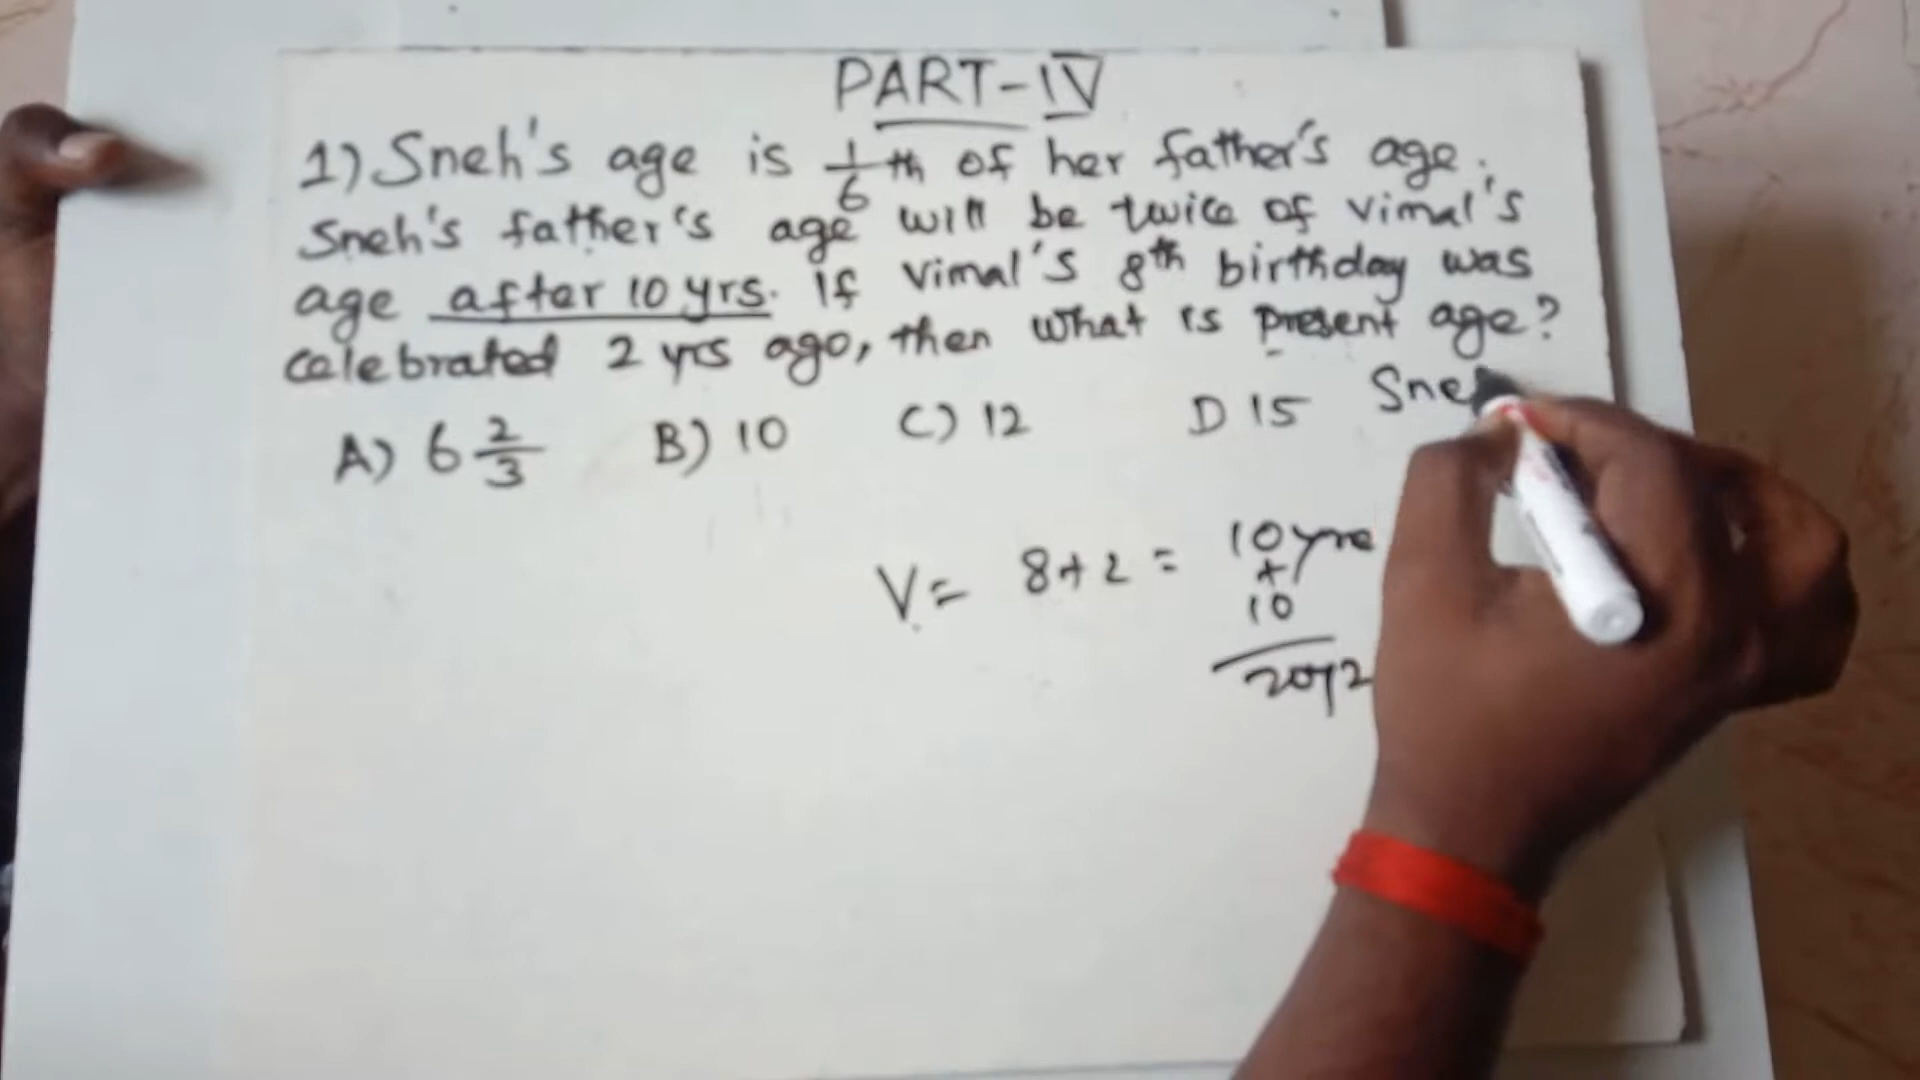 PART-IV
1) Sneh's age is 1/6 th of her father's age.
Sneh's father's age will be twice of vimal's
age after 10 yrs. If vimal's 8th birthday was
celebrated 2 yrs ago, then what is present age?
A) 6 2/3 B) 10 C) 12 D 15 Sneh
V= 8+2 = 10yrs
+
10
20y2